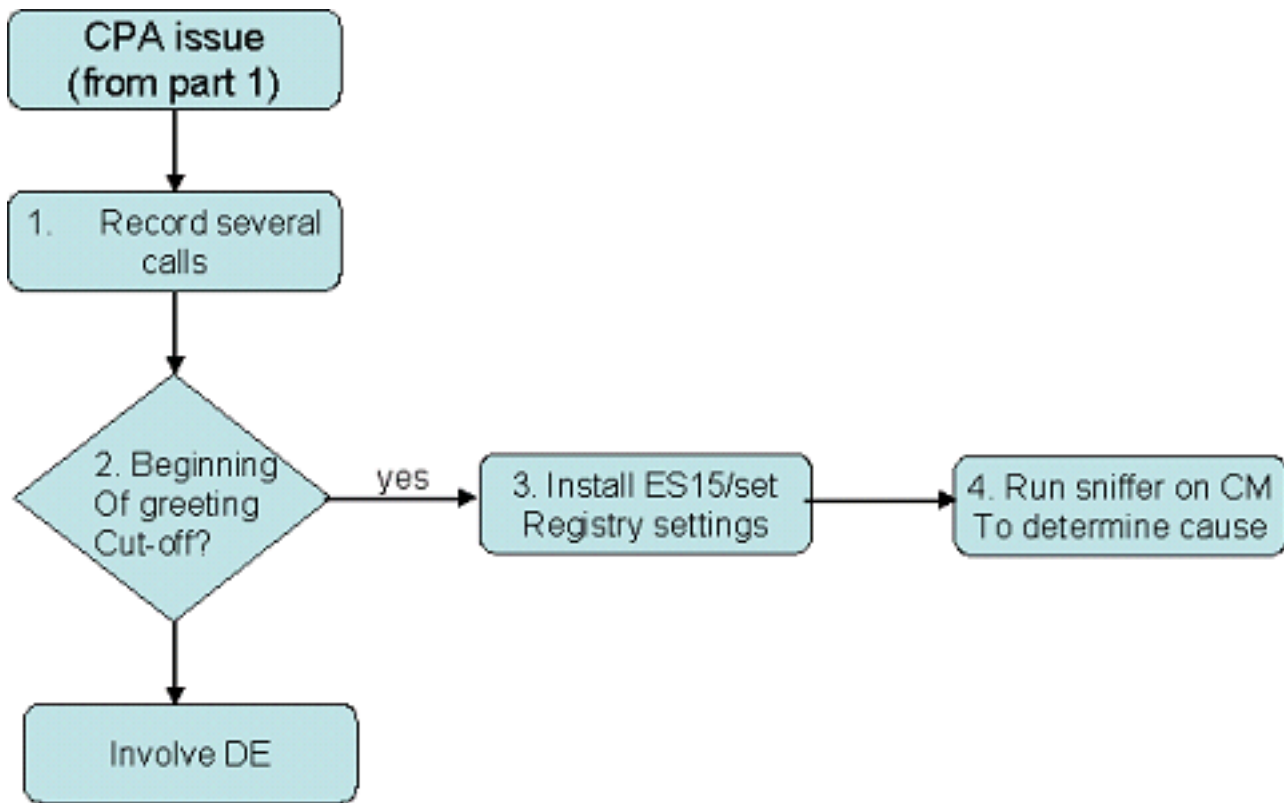 CPA issue
(from part 1)
1. Record several
calls
2. Beginning
Of greeting
Cut-off?
yes
3. Install ES15/set
Registry settings
4. Run sniffer on CM
To determine cause
Involve DE